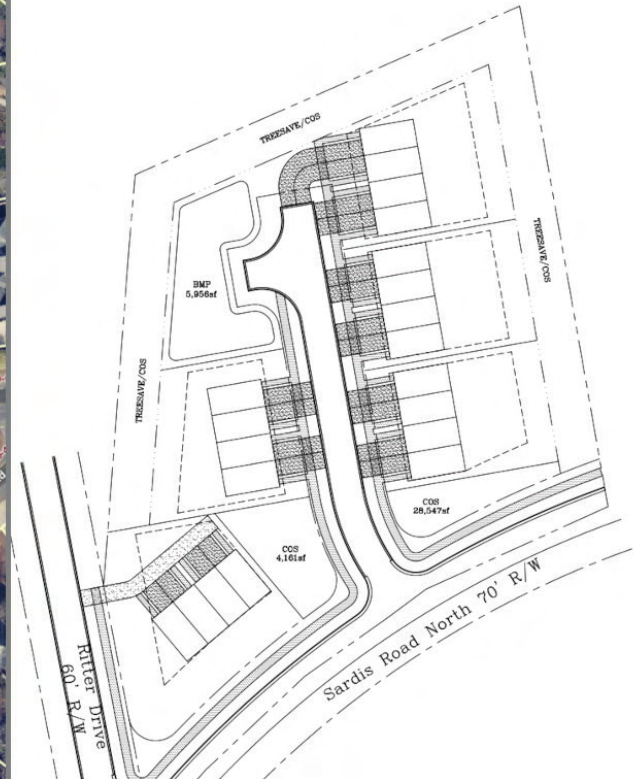 TREESAVE/COS
TREESAVE/COS
BMP
5,956sf
TREESAVE/COS
COS
28,547sf
COS
4,161sf
Ritter Drive
60' R/W
Sardis Road North 70' R/W